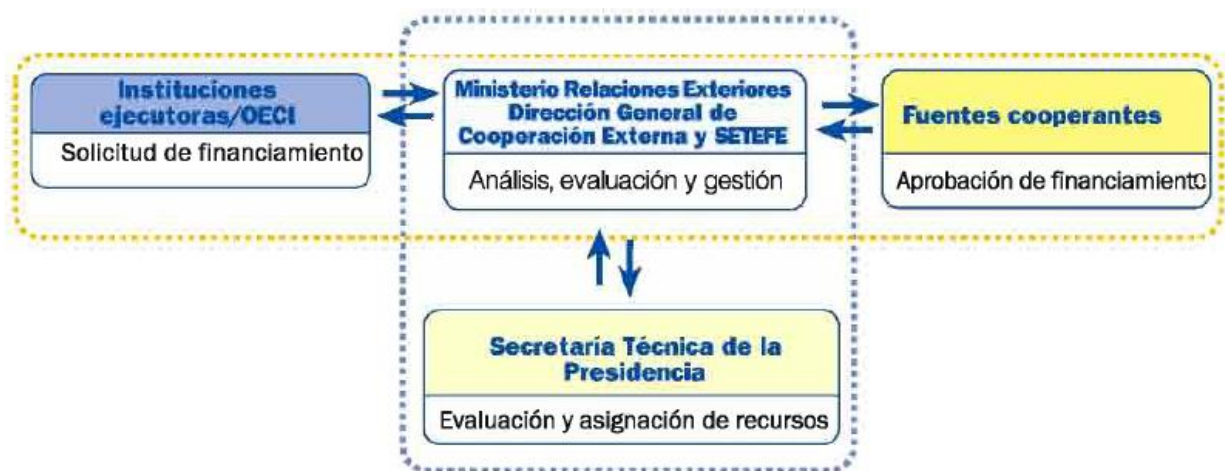 Instituciones
ejecutoras/OECI
Solicitud de financiamiento
Ministerio Relaciones Exteriores
Dirección General de
Cooperación Externa y SETEFE
Análisis, evaluación y gestión
Fuentes cooperantes
Aprobación de financiamiento
Secretaría Técnica de la
Presidencia
Evaluación y asignación de recursos